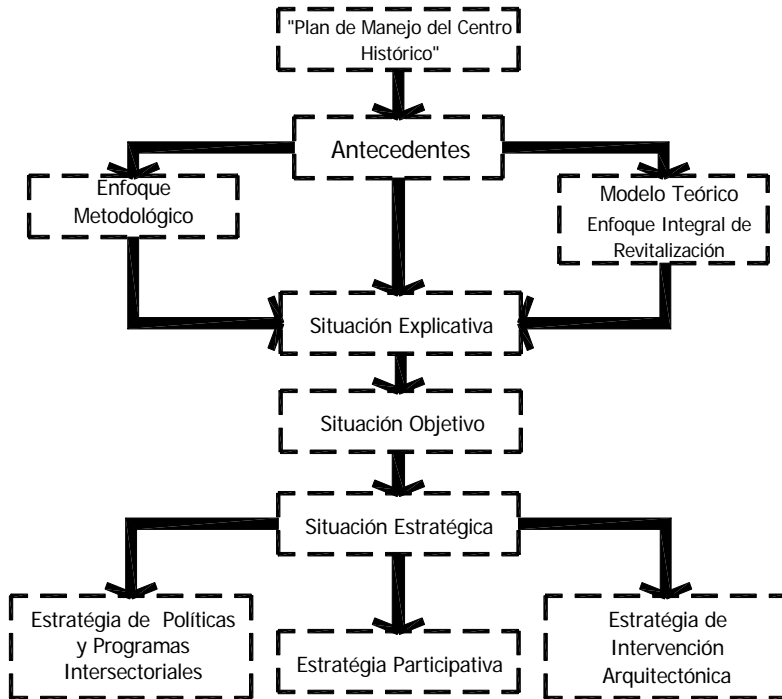 "Plan de Manejo del Centro
Histórico"
Antecedentes
Enfoque
Metodológico
Modelo Teórico
Enfoque Integral de
Revitalización
Situación Explicativa
Situación Objetivo
Situación Estratégica
Estratégia de Políticas
y Programas
Intersectoriales
Estratégia Participativa
Estratégia de
Intervención
Arquitectónica